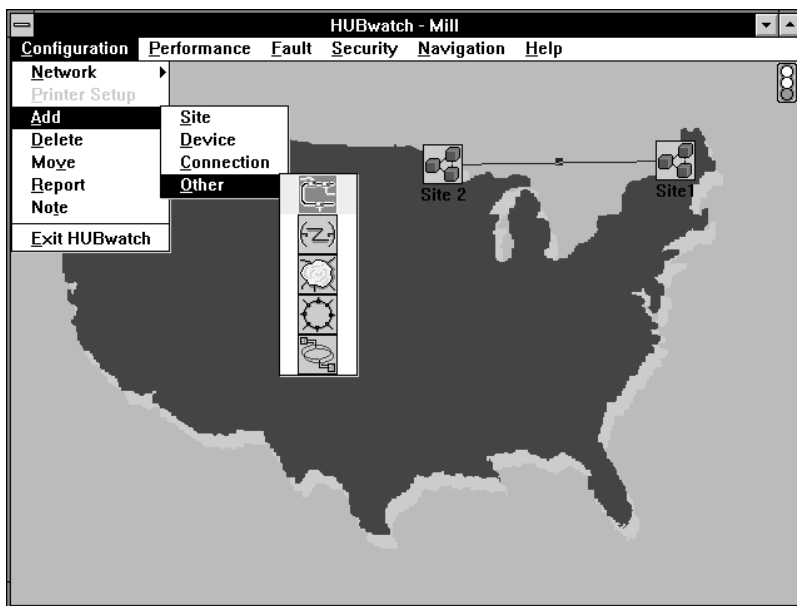 HUBwatch - Mill
Configuration Performance Fault Security Navigation Help
Network
Printer Setup
Add
Delete
Move
Report
Note
Exit HUBwatch
Site
Device
Connection
Other
Z
Site 2
Site1